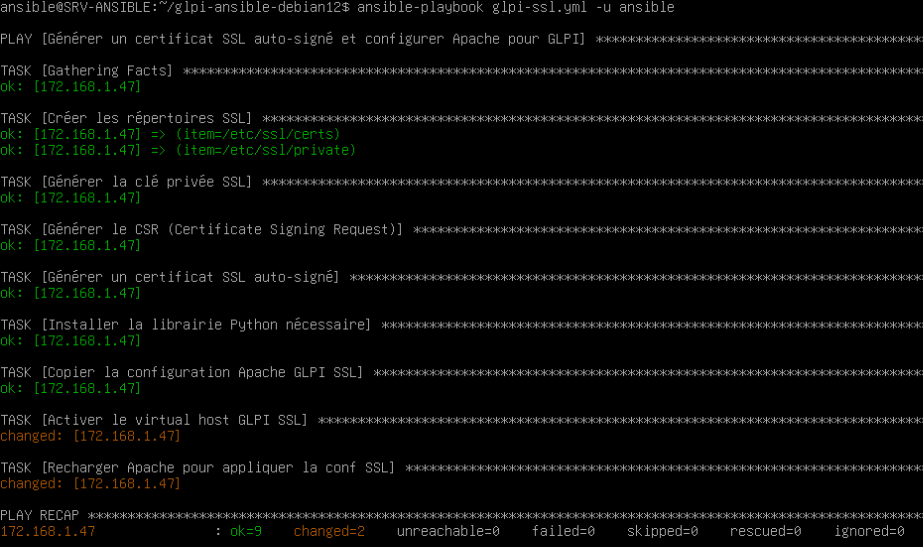 ansible@SRV-ANSIBLE:~/glpi-ansible-debian12$ ansible-playbook glpi-ssl.yml -u ansible
PLAY [Générer un certificat SSL auto-signé et configurer Apache pour GLPI] *****************************************
TASK [Gathering Facts] *********************************************************************************************
ok: [172.168.1.47]
TASK [Créer les répertoires SSL] ***********************************************************************************
ok: [172.168.1.47] => (item=/etc/ssl/certs)
ok: [172.168.1.47] => (item=/etc/ssl/private)
TASK [Générer la clé privée SSL] ***********************************************************************************
ok: [172.168.1.47]
TASK [Générer le CSR (Certificate Signing Request)] ****************************************************************
ok: [172.168.1.47]
TASK [Générer un certificat SSL auto-signé] ************************************************************************
ok: [172.168.1.47]
TASK [Installer la librairie Python nécessaire] ********************************************************************
ok: [172.168.1.47]
TASK [Copier la configuration Apache GLPI SSL] *********************************************************************
ok: [172.168.1.47]
TASK [Activer le virtual host GLPI SSL] ****************************************************************************
changed: [172.168.1.47]
TASK [Recharger Apache pour appliquer la conf SSL] *****************************************************************
changed: [172.168.1.47]
PLAY RECAP *********************************************************************************************************
172.168.1.47 : ok=9 changed=2 unreachable=0 failed=0 skipped=0 rescued=0 ignored=0